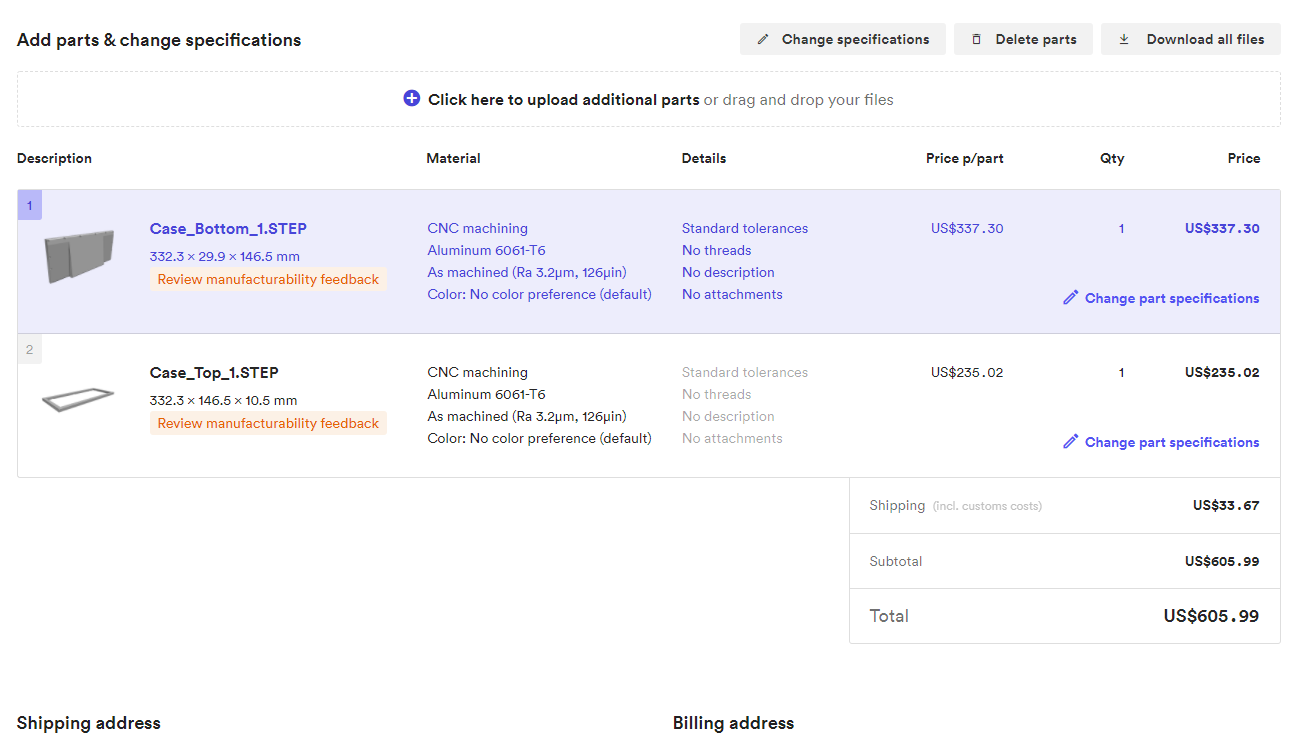 Add parts & change specifications
Change specifications
Delete parts
Download all files
Click here to upload additional parts or drag and drop your files
Description Material Details Price p/part Qty Price
1
Case_Bottom_1.STEP
332.3 × 29.9 × 146.5 mm
Review manufacturability feedback
CNC machining
Aluminum 6061-T6
As machined (Ra 3.2μm, 126μin)
Color: No color preference (default)
Standard tolerances
No threads
No description
No attachments
US$337.30
1
US$337.30
Change part specifications
2
Case_Top_1.STEP
332.3 × 146.5 × 10.5 mm
Review manufacturability feedback
CNC machining
Aluminum 6061-T6
As machined (Ra 3.2μm, 126μin)
Color: No color preference (default)
Standard tolerances
No threads
No description
No attachments
US$235.02
1
US$235.02
Change part specifications
Shipping (incl. customs costs) US$33.67
Subtotal US$605.99
Total US$605.99
Shipping address
Billing address